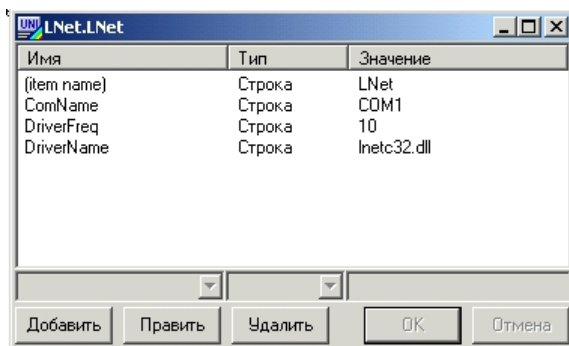 UNI LNet.LNet
Имя Тип Значение
(item name) Строка LNet
ComName Строка COM1
DriverFreq Строка 10
DriverName Строка lnetc32.dll
Добавить Править Удалить OK Отмена